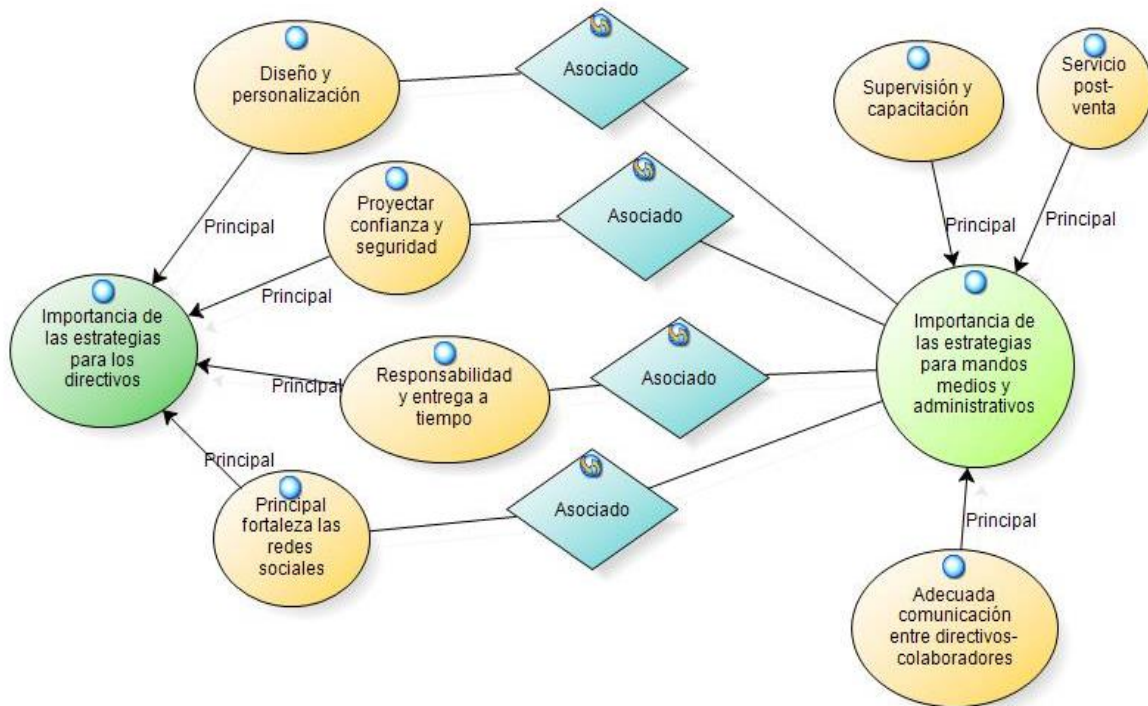 Diseño y
personalización
Asociado
Supervisión y
capacitación
Servicio
post-
venta
Principal
Proyectar
confianza y
seguridad
Asociado
Principal
Principal
Principal
Importancia de
las estrategias
para los
directivos
Principal
Responsabilidad
y entrega a
tiempo
Asociado
Importancia de
las estrategias
para mandos
medios y
administrativos
Principal
Principal
fortaleza las
redes
sociales
Asociado
Principal
Adecuada
comunicación
entre directivos-
colaboradores